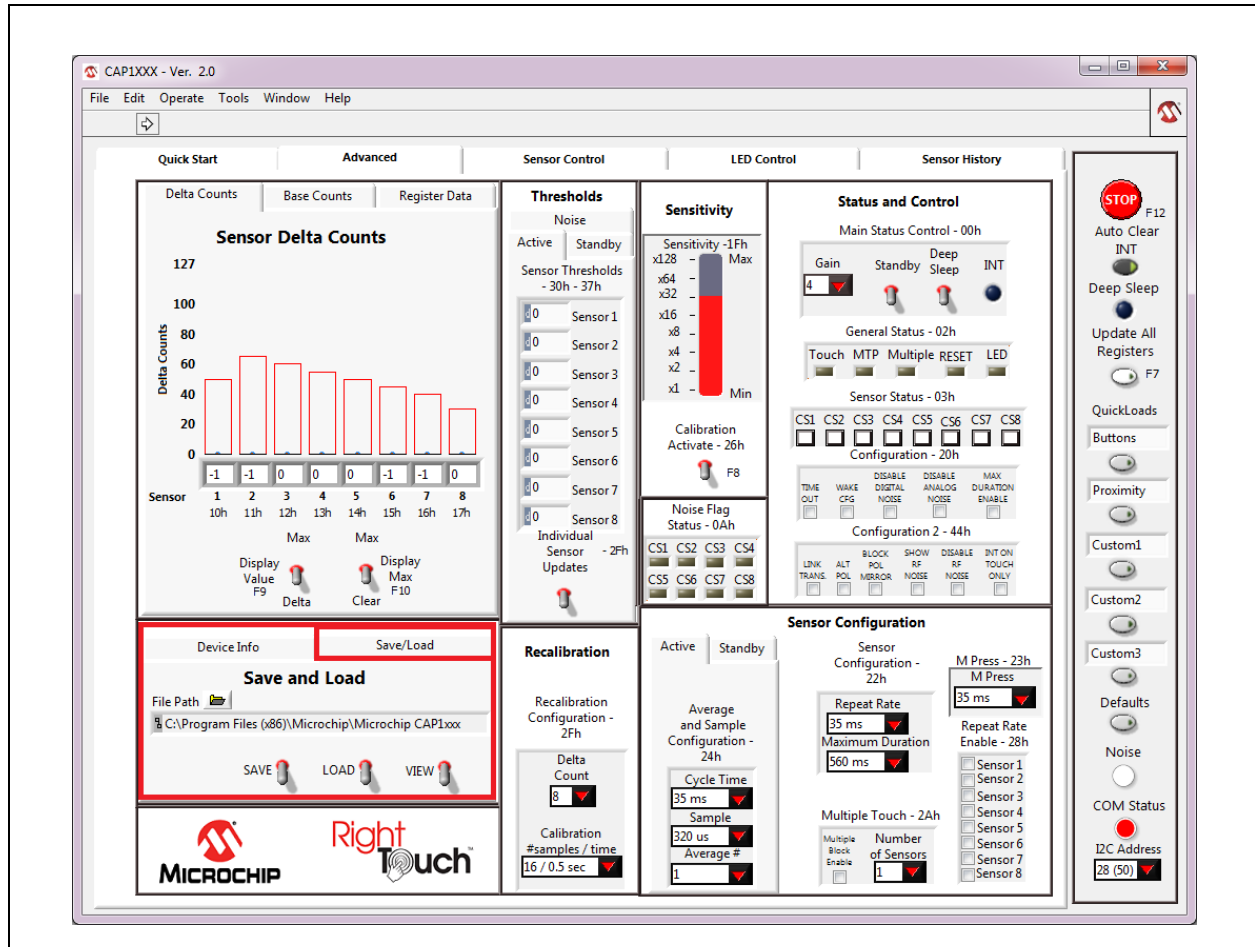 CAP1XXX - Ver. 2.0
File Edit Operate Tools Window Help
Quick Start Advanced Sensor Control LED Control Sensor History
Delta Counts Base Counts Register Data
Sensor Delta Counts
127
100
80
60
40
20
0
Delta Counts
-1 -1 0 0 0 -1 -1 0
Sensor 1 2 3 4 5 6 7 8
10h 11h 12h 13h 14h 15h 16h 17h
Max Max
Display
Value
F9
Delta
Display
Max
F10
Clear
Device Info Save/Load
Save and Load
File Path
C:\Program Files (x86)\Microchip\Microchip CAP1xxx
SAVE LOAD VIEW
MICROCHIP
Right
Touch
Thresholds
Noise
Active Standby
Sensor Thresholds
- 30h - 37h
d 0 Sensor 1
d 0 Sensor 2
d 0 Sensor 3
d 0 Sensor 4
d 0 Sensor 5
d 0 Sensor 6
d 0 Sensor 7
d 0 Sensor 8
Individual
Sensor - 2Fh
Updates
Recalibration
Recalibration
Configuration -
2Fh
Delta
Count
8
Calibration
#samples / time
16 / 0.5 sec
Sensitivity
Sensitivity -1Fh
x128 Max
x64
x32
x16
x8
x4
x2
x1 Min
Calibration
Activate - 26h
F8
Noise Flag
Status - 0Ah
CS1 CS2 CS3 CS4
CS5 CS6 CS7 CS8
Status and Control
Main Status Control - 00h
Gain Standby Deep Sleep INT
4
General Status - 02h
Touch MTP Multiple RESET LED
Sensor Status - 03h
CS1 CS2 CS3 CS4 CS5 CS6 CS7 CS8
Configuration - 20h
TIME OUT WAKE CFG DISABLE DIGITAL NOISE DISABLE ANALOG NOISE MAX DURATION ENABLE
Configuration 2 - 44h
LINK TRANS. ALT POL BLOCK POL MIRROR SHOW RF NOISE DISABLE RF NOISE INT ON TOUCH ONLY
Sensor Configuration
Active Standby
Average
and Sample
Configuration -
24h
Cycle Time
35 ms
Sample
320 us
Average #
1
Sensor
Configuration -
22h
Repeat Rate
35 ms
Maximum Duration
560 ms
Multiple Touch - 2Ah
Multiple Block Enable
Number
of Sensors
1
M Press - 23h
M Press
35 ms
Repeat Rate
Enable - 28h
Sensor 1
Sensor 2
Sensor 3
Sensor 4
Sensor 5
Sensor 6
Sensor 7
Sensor 8
STOP F12
Auto Clear
INT
Deep Sleep
Update All
Registers
F7
QuickLoads
Buttons
Proximity
Custom1
Custom2
Custom3
Defaults
Noise
COM Status
I2C Address
28 (50)